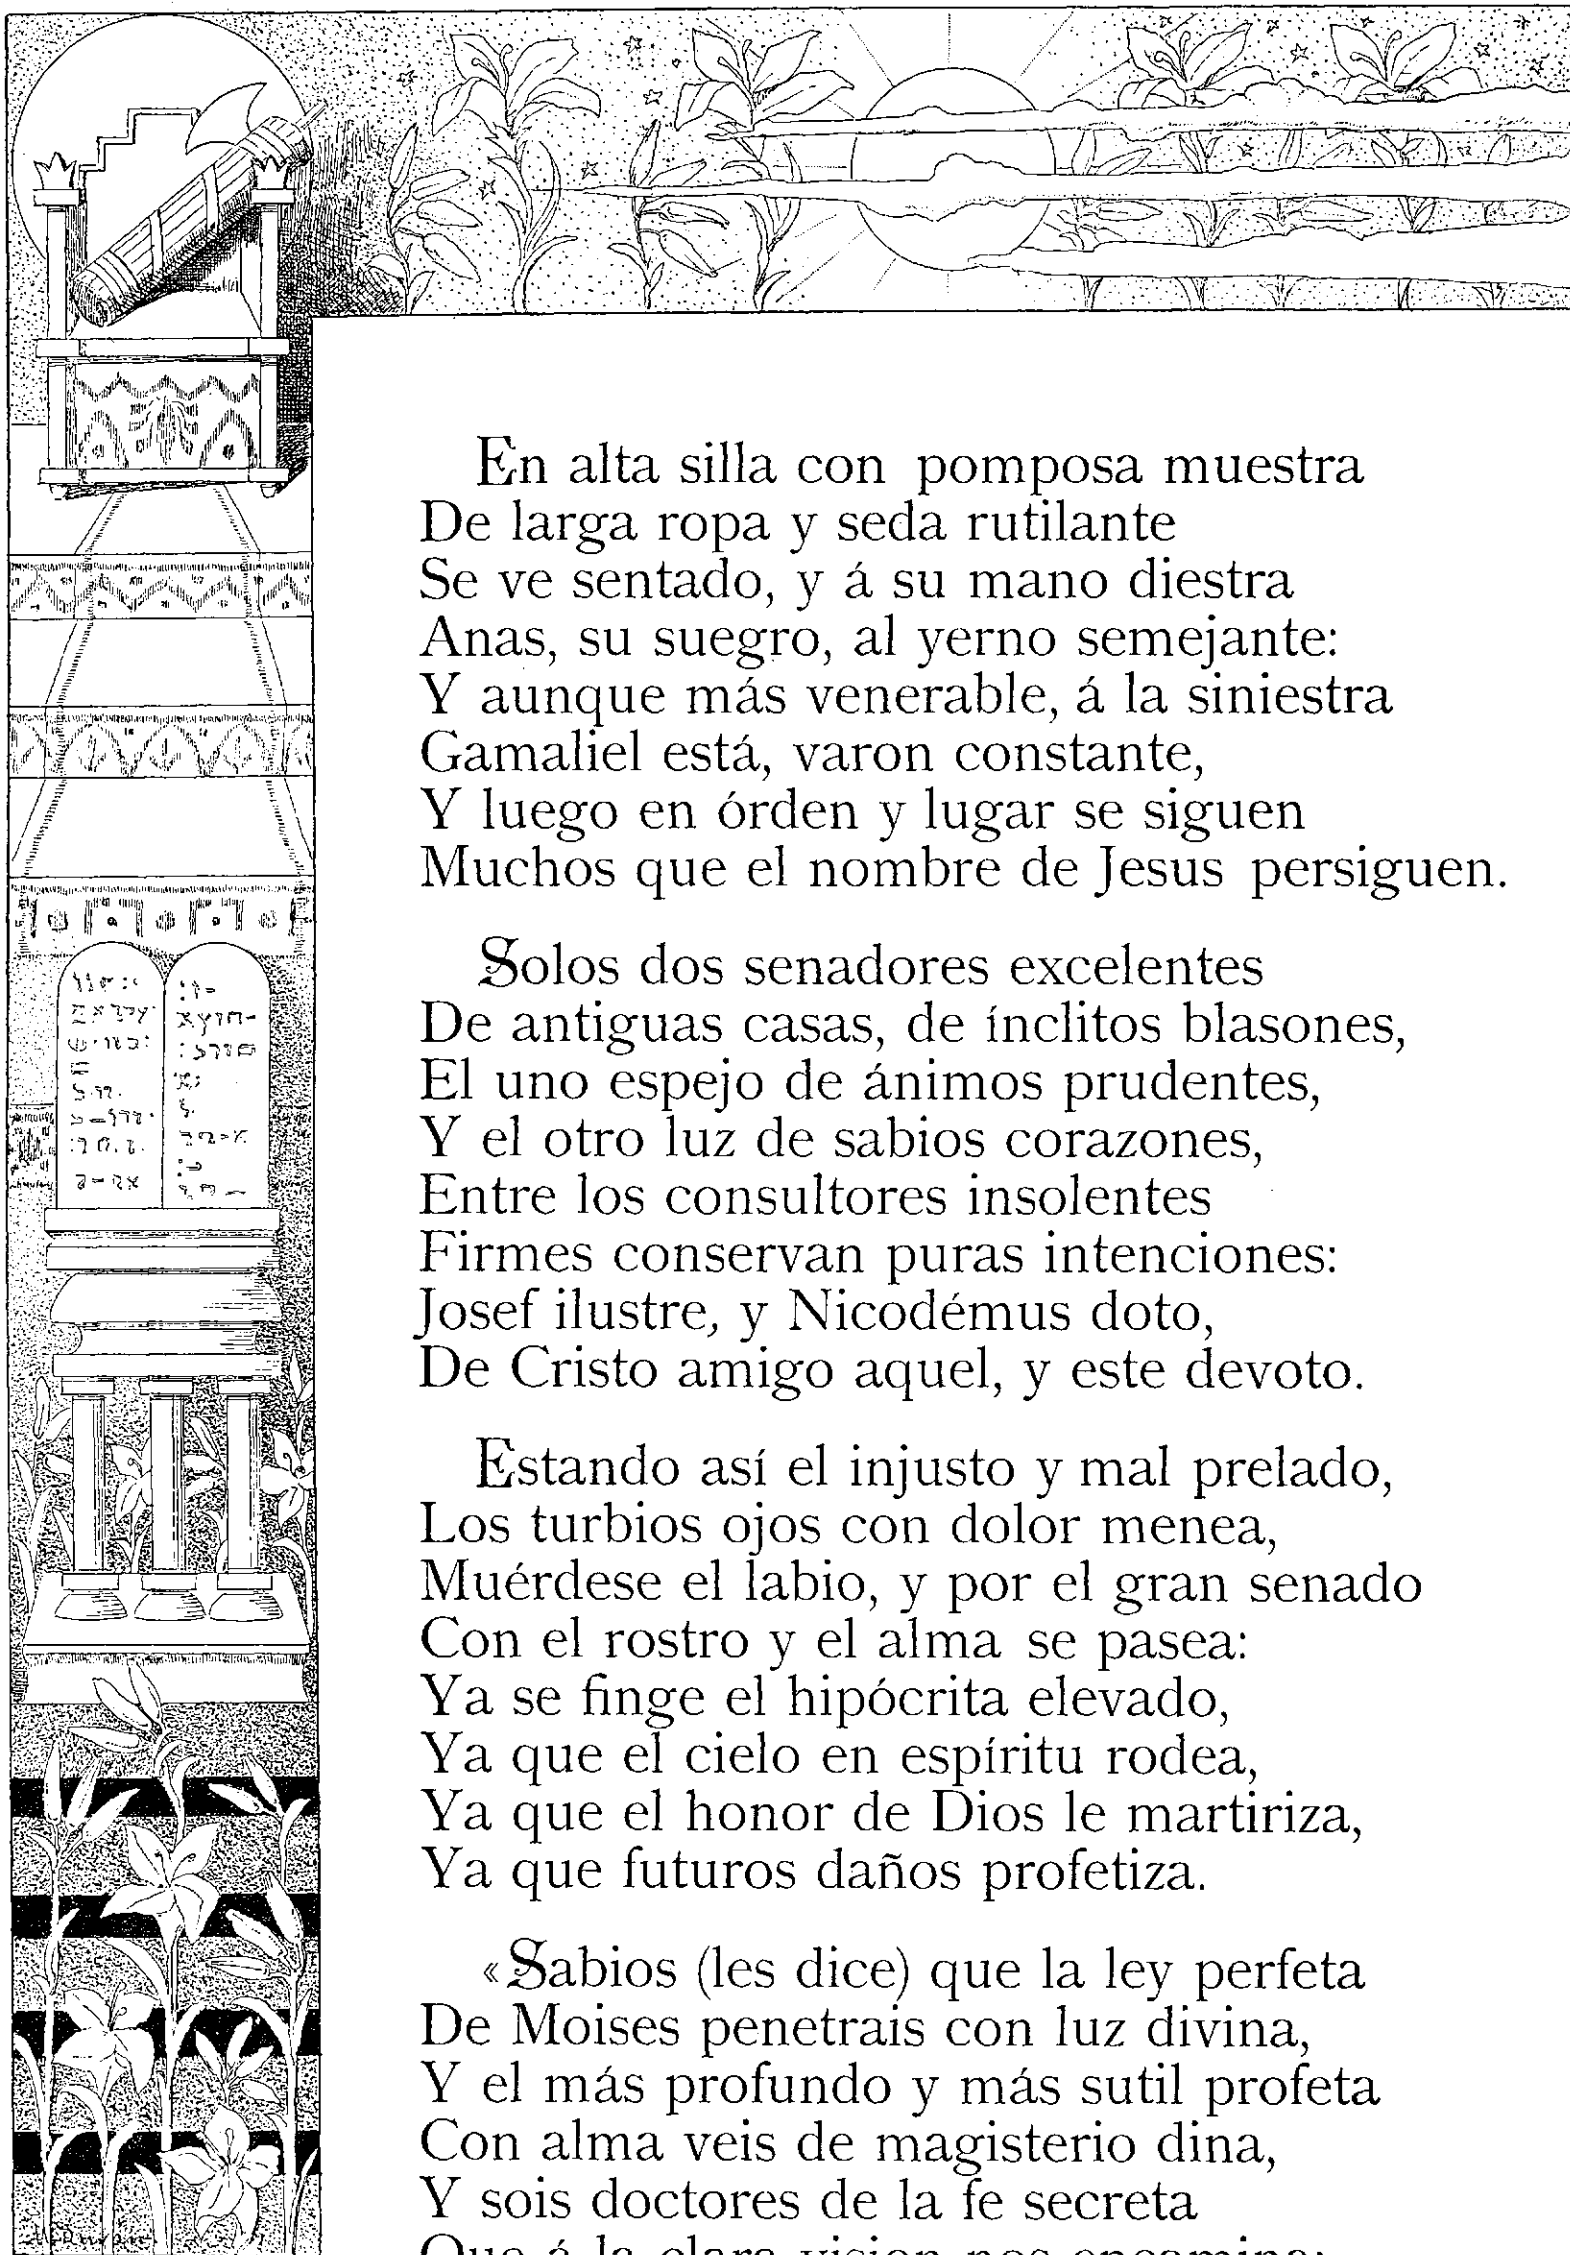 En alta silla con pomposa muestra
De larga ropa y seda rutilante
Se ve sentado, y á su mano diestra
Anas, su suegro, al yerno semejante:
Y aunque más venerable, á la siniestra
Gamaliel está, varon constante,
Y luego en órden y lugar se siguen
Muchos que el nombre de Jesus persiguen.
Solos dos senadores excelentes
De antiguas casas, de ínclitos blasones,
El uno espejo de ánimos prudentes,
Y el otro luz de sabios corazones,
Entre los consultores insolentes
Firmes conservan puras intenciones:
Josef ilustre, y Nicodémus doto,
De Cristo amigo aquel, y este devoto.
Estando así el injusto y mal prelado,
Los turbios ojos con dolor menea,
Muérdese el labio, y por el gran senado
Con el rostro y el alma se pasea:
Ya se finge el hipócrita elevado,
Ya que el cielo en espíritu rodea,
Ya que el honor de Dios le martiriza,
Ya que futuros daños profetiza.
«Sabios (les dice) que la ley perfeta
De Moises penetrais con luz divina,
Y el más profundo y más sutil profeta
Con alma veis de magisterio dina,
Y sois doctores de la fe secreta
Que á la clara vision nos encamina: